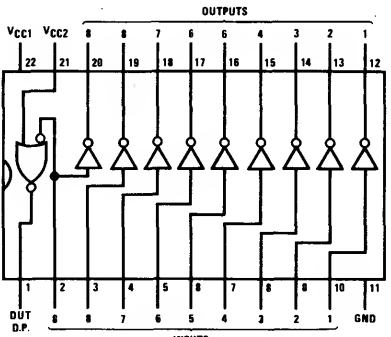 OUTPUTS
VCC1 VCC2 8 8 7 6 6 4 3 2 1
22 21 20 19 18 17 16 15 14 13 12
1 2 3 4 5 6 7 8 9 10 11
OUT 8 8 7 6 5 4 3 2 1 GND
D.P.
INPUTS